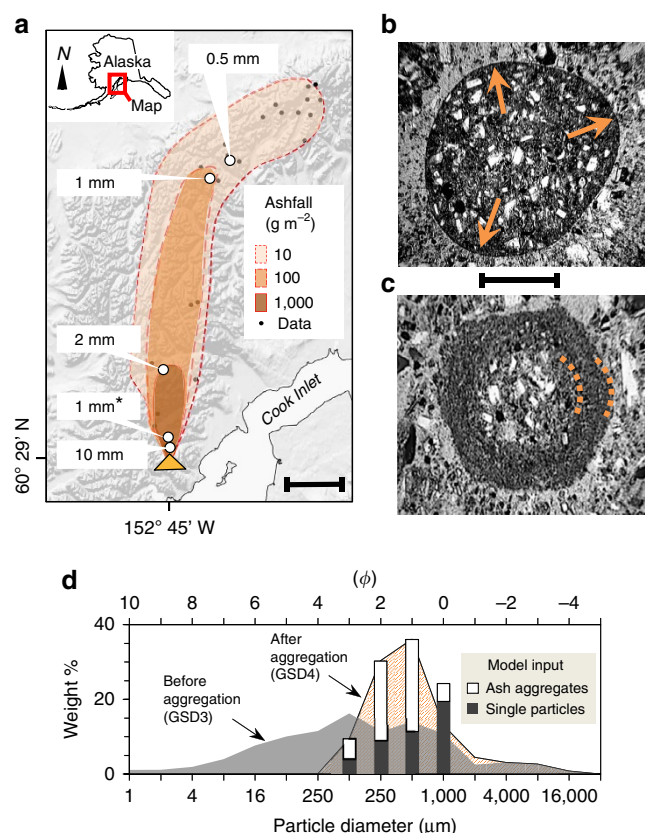 a
N
Alaska
Map
0.5 mm
1 mm
Ashfall
(g m⁻²)
10
100
1,000
Data
2 mm
1 mm*
10 mm
Cook Inlet
60° 29′ N
152° 45′ W
b
c
d
(ϕ)
10 8 6 4 2 0 −2 −4
40
20
0
Weight %
Before
aggregation
(GSD3)
After
aggregation
(GSD4)
Model input
Ash aggregates
Single particles
1 4 16 250 250 1,000 4,000 16,000
Particle diameter (μm)